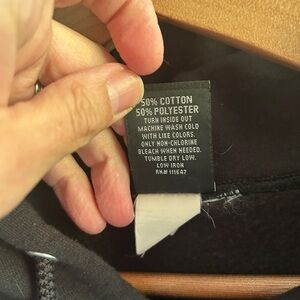 50% COTTON
50% POLYESTER
TURN INSIDE OUT
MACHINE WASH COLD
WITH LIKE COLORS.
ONLY NON-CHLORINE
BLEACH WHEN NEEDED.
TUMBLE DRY LOW.
LOW IRON
RN# 111642